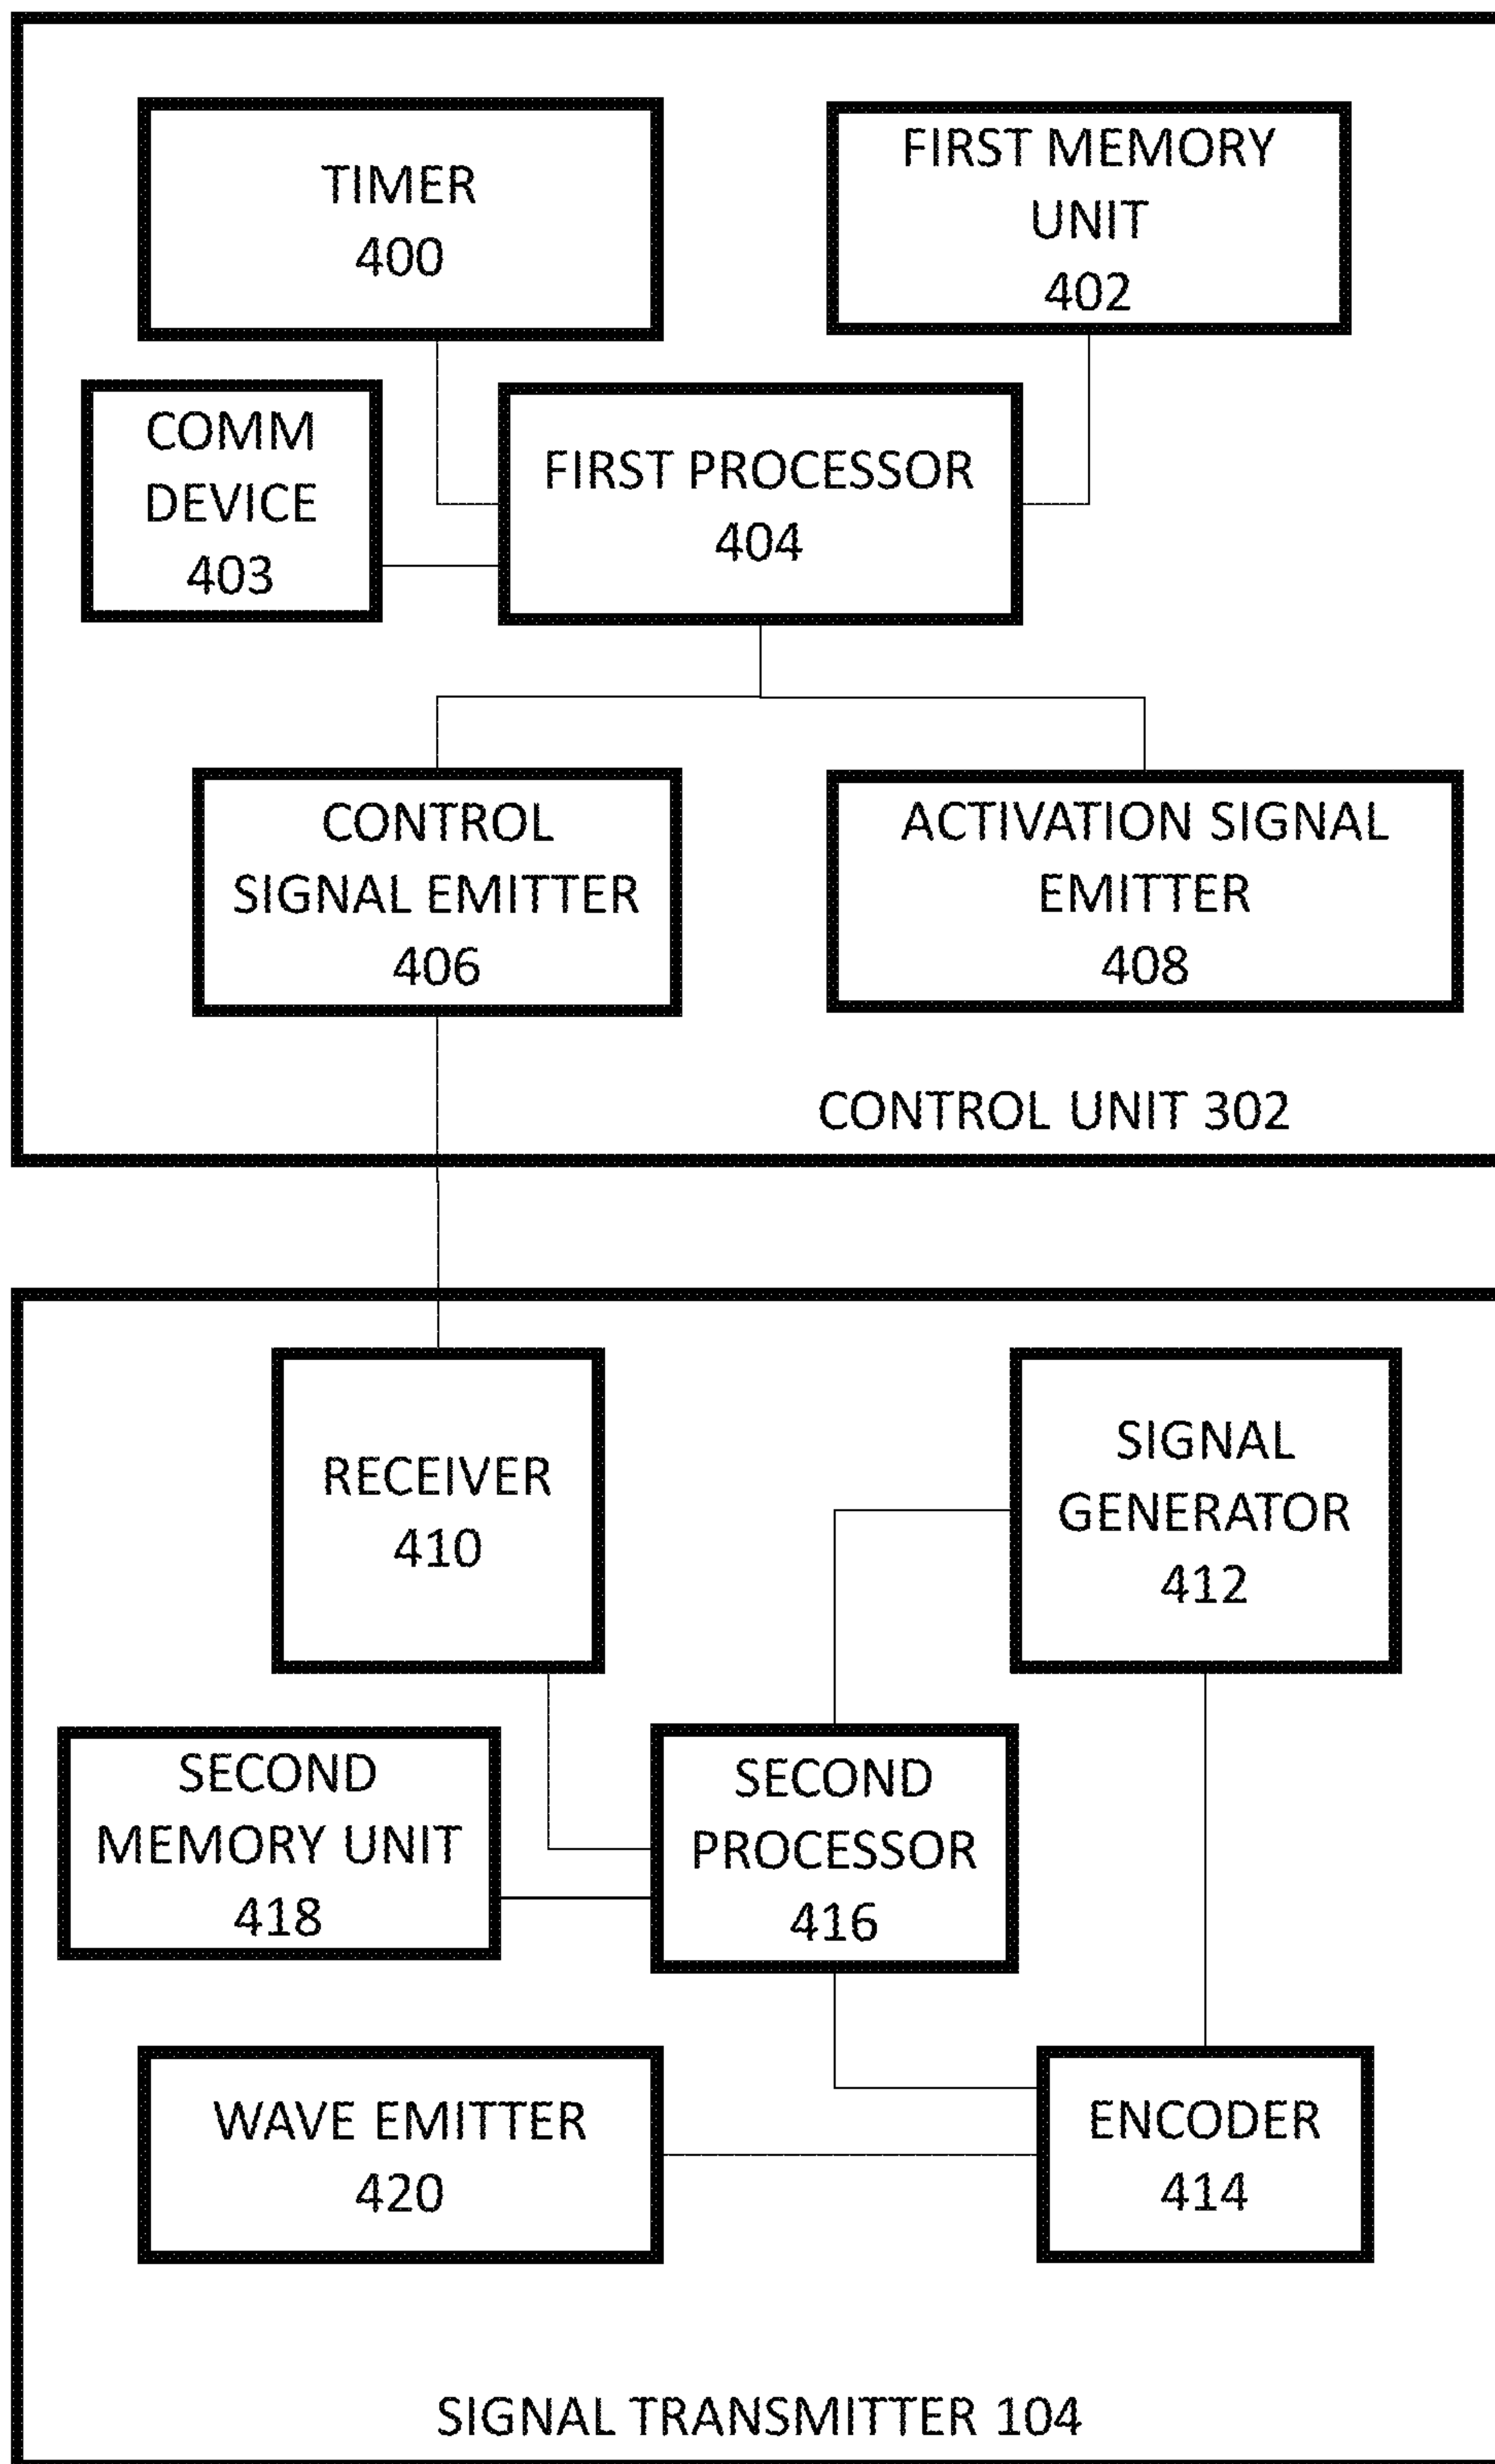 TIMER
400
FIRST MEMORY
UNIT
402
COMM
DEVICE
403
FIRST PROCESSOR
404
CONTROL
SIGNAL EMITTER
406
ACTIVATION SIGNAL
EMITTER
408
CONTROL UNIT 302
RECEIVER
410
SIGNAL
GENERATOR
412
SECOND
MEMORY UNIT
418
SECOND
PROCESSOR
416
WAVE EMITTER
420
ENCODER
414
SIGNAL TRANSMITTER 104